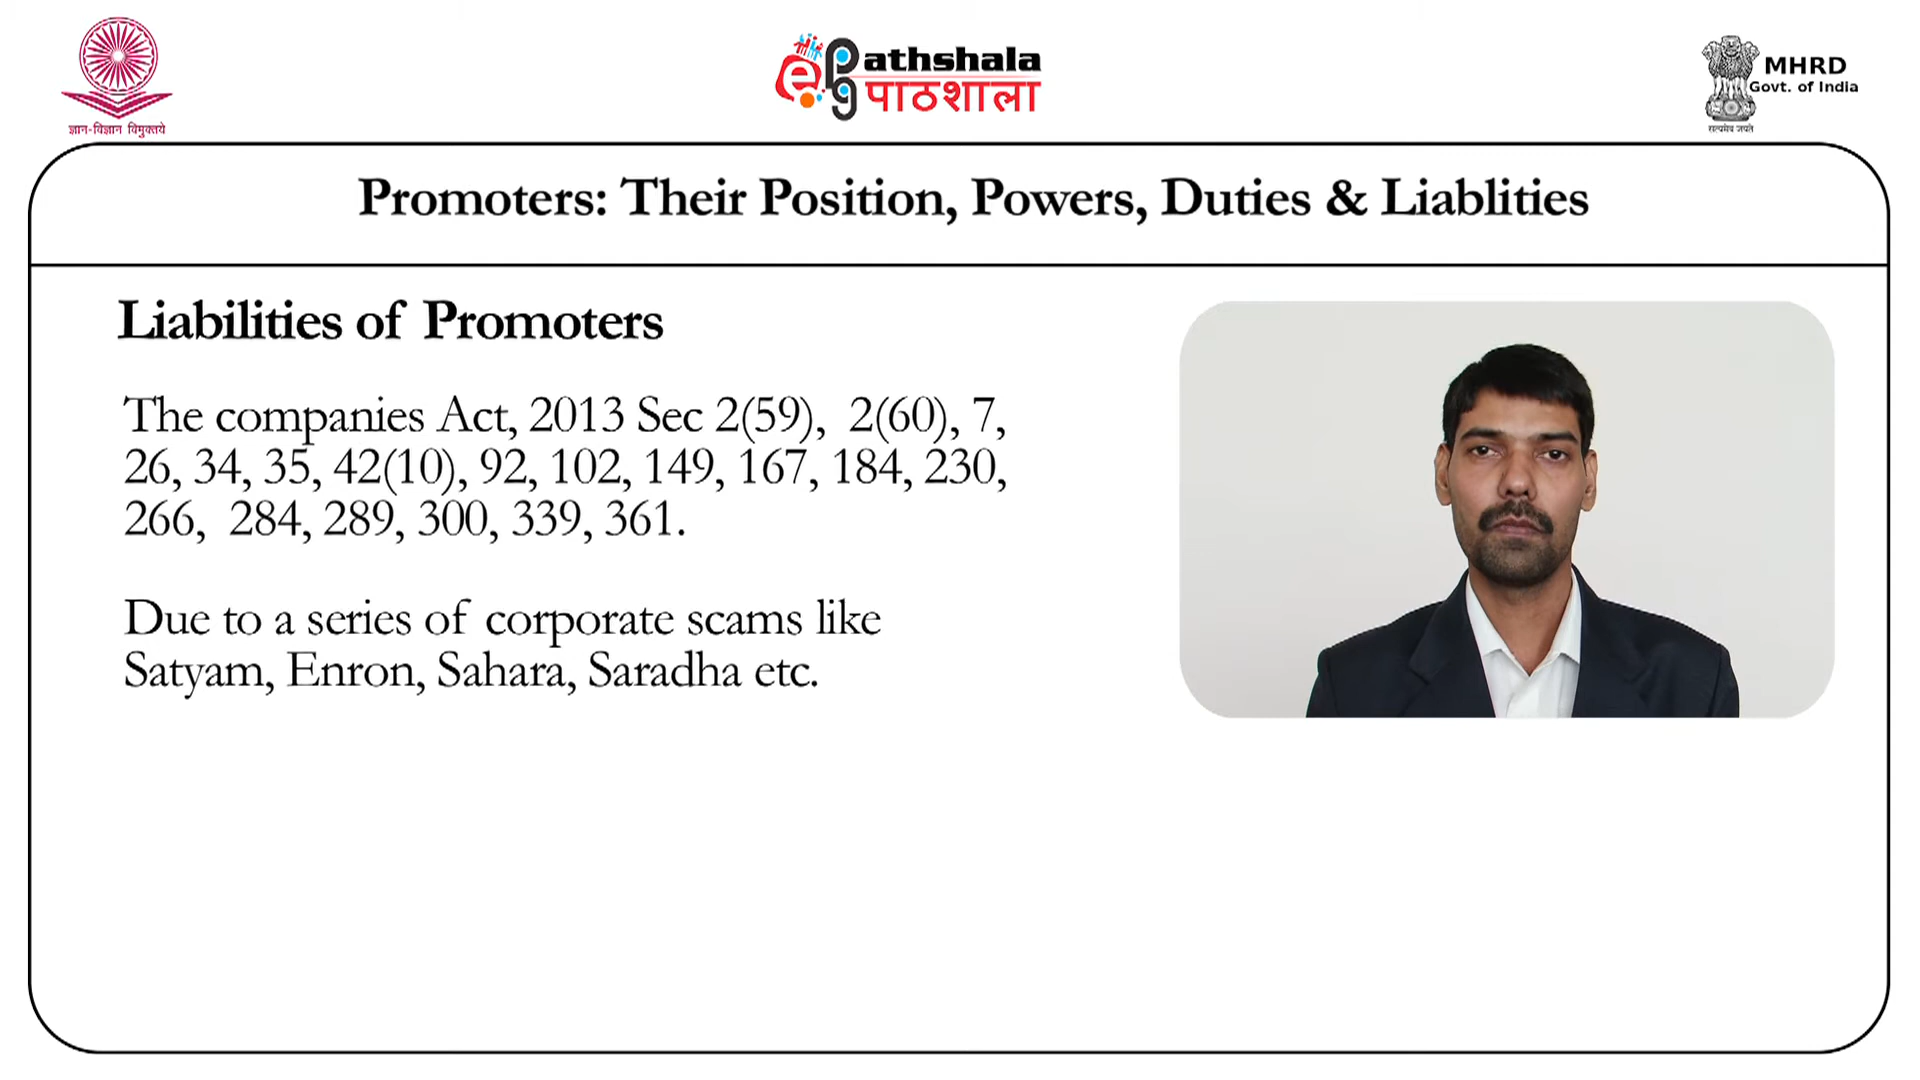 ज्ञान-विज्ञान विमुक्तये
ePG athshala
पाठशाला
MHRD
Govt. of India
सत्यमेव जयते
Promoters: Their Position, Powers, Duties & Liablities
Liabilities of Promoters
The companies Act, 2013 Sec 2(59), 2(60), 7,
26, 34, 35, 42(10), 92, 102, 149, 167, 184, 230,
266, 284, 289, 300, 339, 361.
Due to a series of corporate scams like
Satyam, Enron, Sahara, Saradha etc.